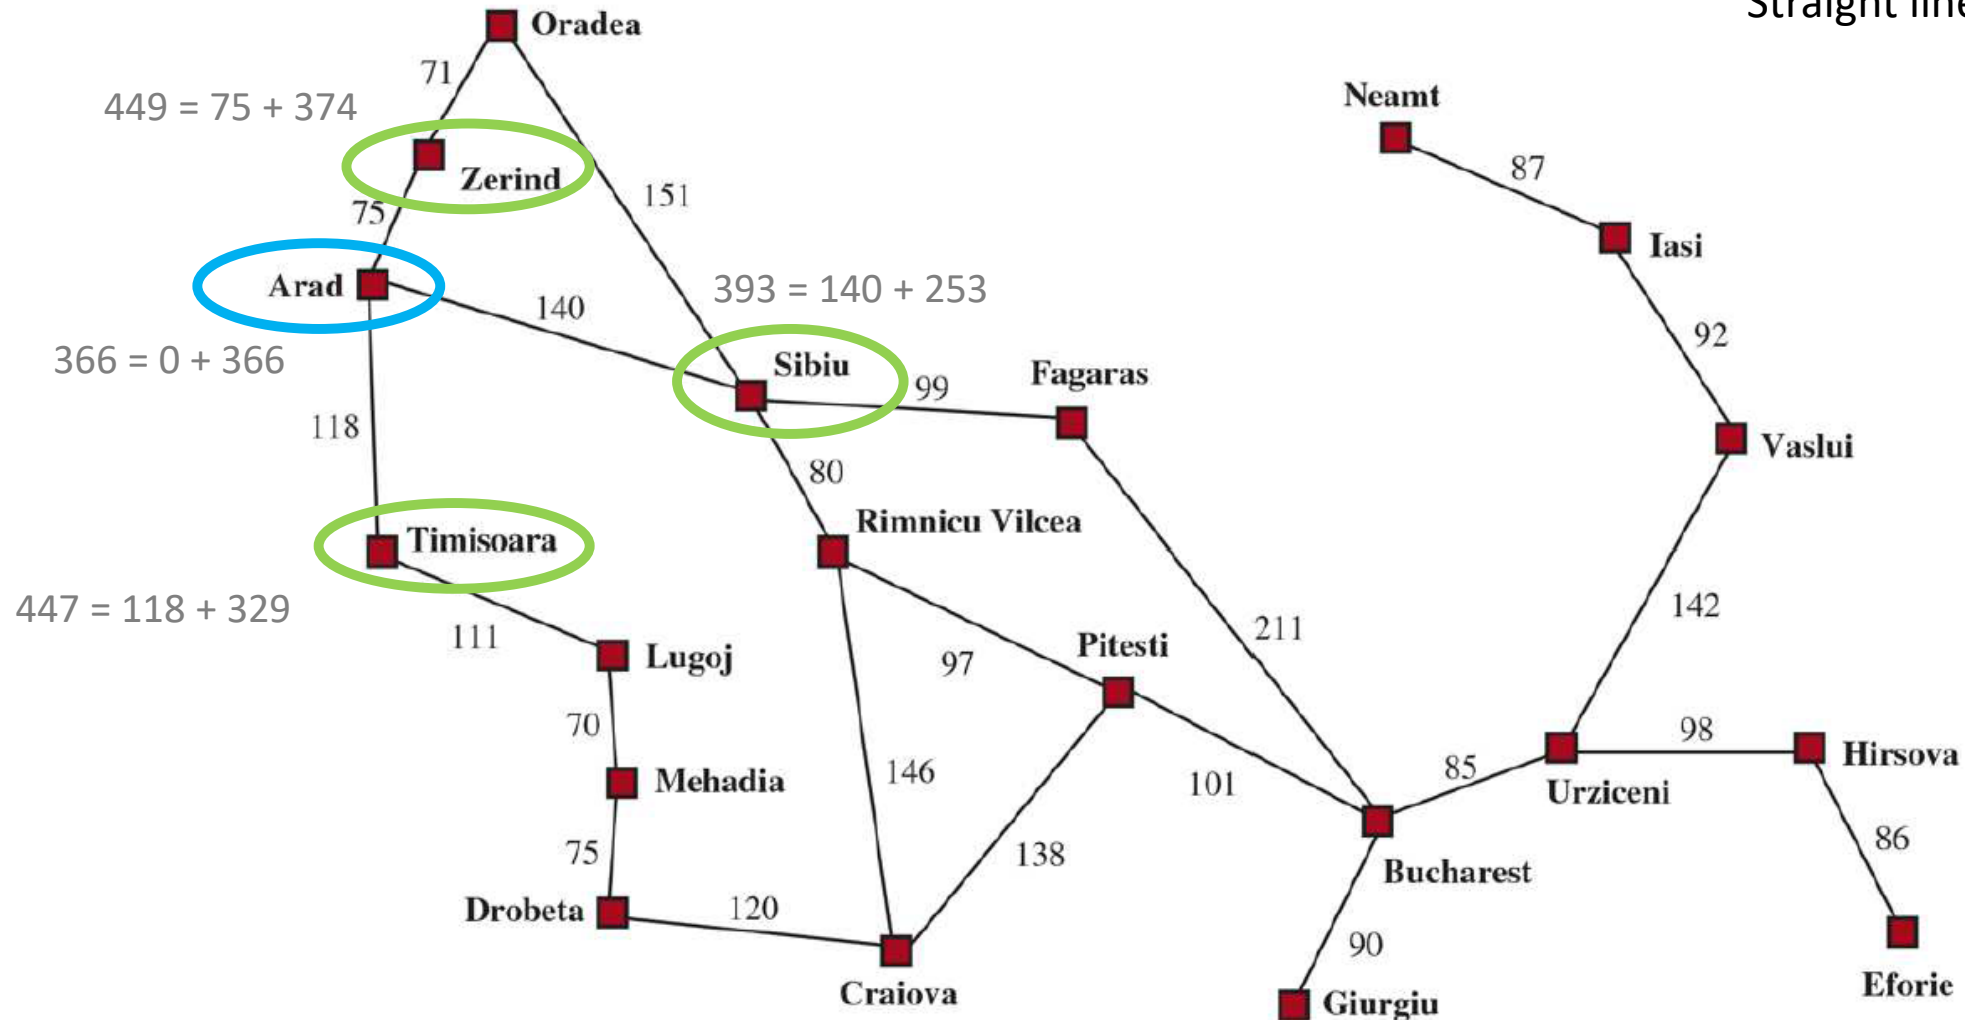 Straight line
Oradea
71
Neamt
449 = 75 + 374
87
Zerind
151
75
Iasi
Arad
393 = 140 + 253
140
92
366 = 0 + 366
Sibiu
99
Fagaras
118
Vaslui
80
Rimnicu Vilcea
Timisoara
447 = 118 + 329
142
211
111
Pitesti
Lugoj
97
70
98
Hirsova
146
85
Mehadia
101
Urziceni
86
75
138
Bucharest
Drobeta
120
90
Eforie
Craiova
Giurgiu